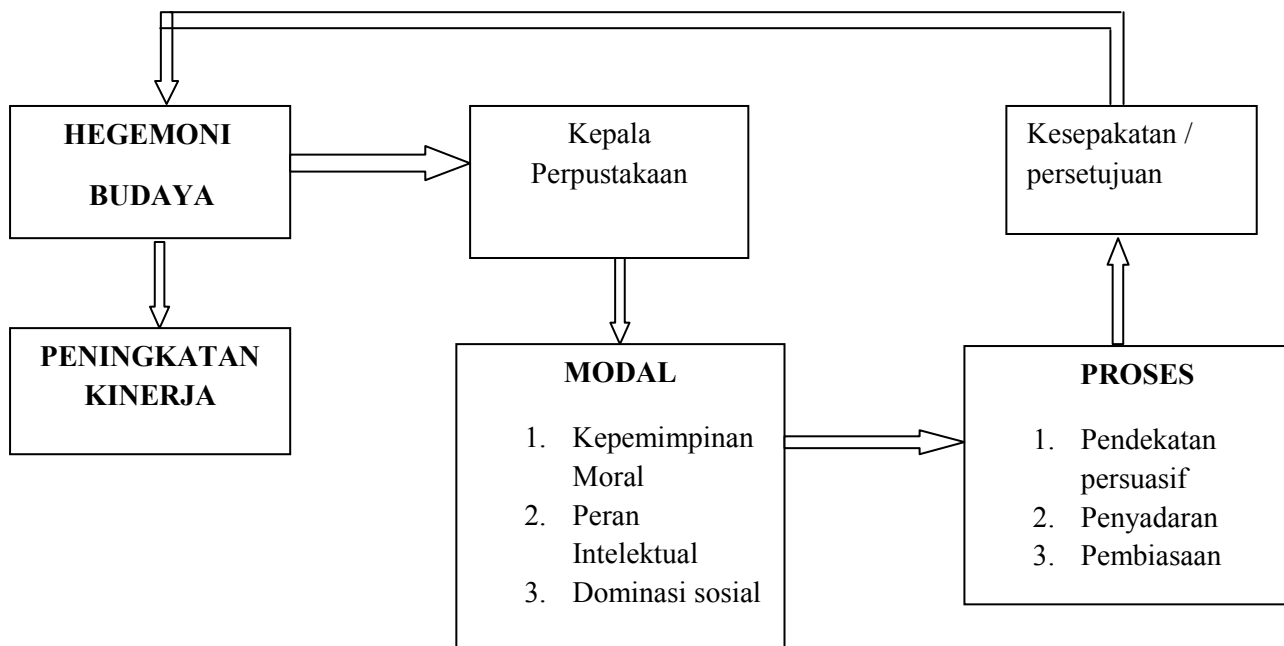 HEGEMONI
BUDAYA
Kepala
Perpustakaan
Kesepakatan /
persetujuan
PENINGKATAN
KINERJA
MODAL
1. Kepemimpinan
Moral
2. Peran
Intelektual
3. Dominasi sosial
PROSES
1. Pendekatan
persuasif
2. Penyadaran
3. Pembiasaan